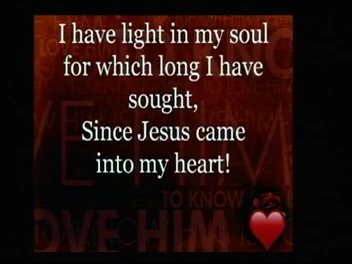 I have light in my soul
for which long I have
sought,
Since Jesus came
into my heart!
TO KNOW
LOVE HIM